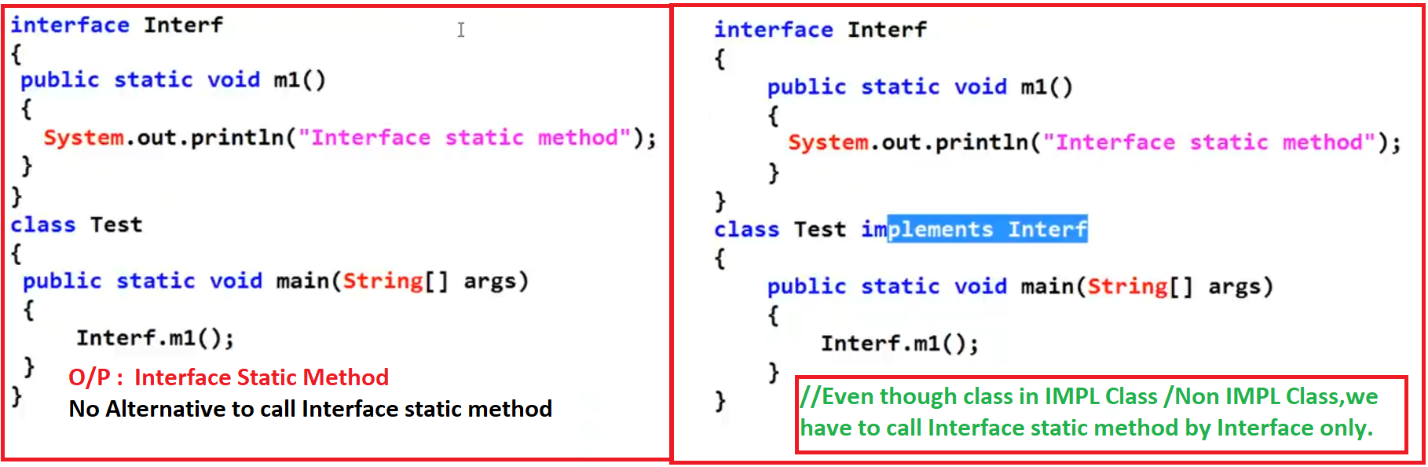 interface Interf
{
public static void m1()
{
System.out.println("Interface static method");
}
}
class Test
{
public static void main(String[] args)
{
Interf.m1();
}
}
O/P : Interface Static Method
No Alternative to call Interface static method
interface Interf
{
public static void m1()
{
System.out.println("Interface static method");
}
}
class Test implements Interf
{
public static void main(String[] args)
{
Interf.m1();
}
}
//Even though class in IMPL Class /Non IMPL Class,we
have to call Interface static method by Interface only.